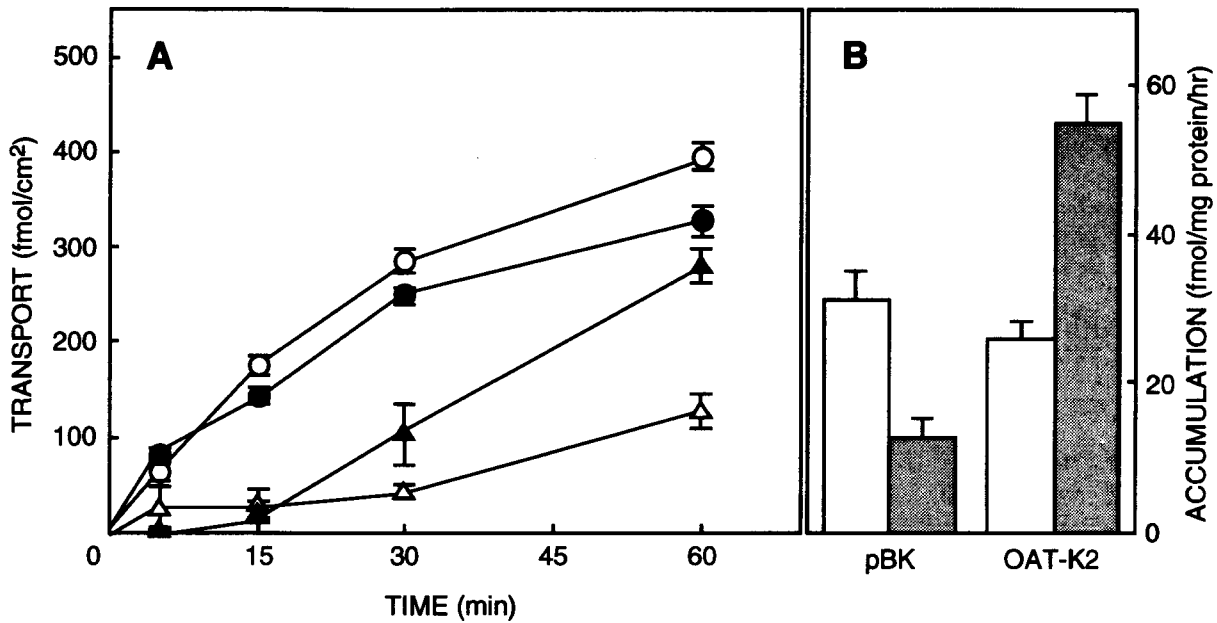 A
B
TRANSPORT (fmol/cm²)
500
400
300
200
100
0
15
30
45
60
TIME (min)
60
40
20
0
ACCUMULATION (fmol/mg protein/hr)
pBK
OAT-K2